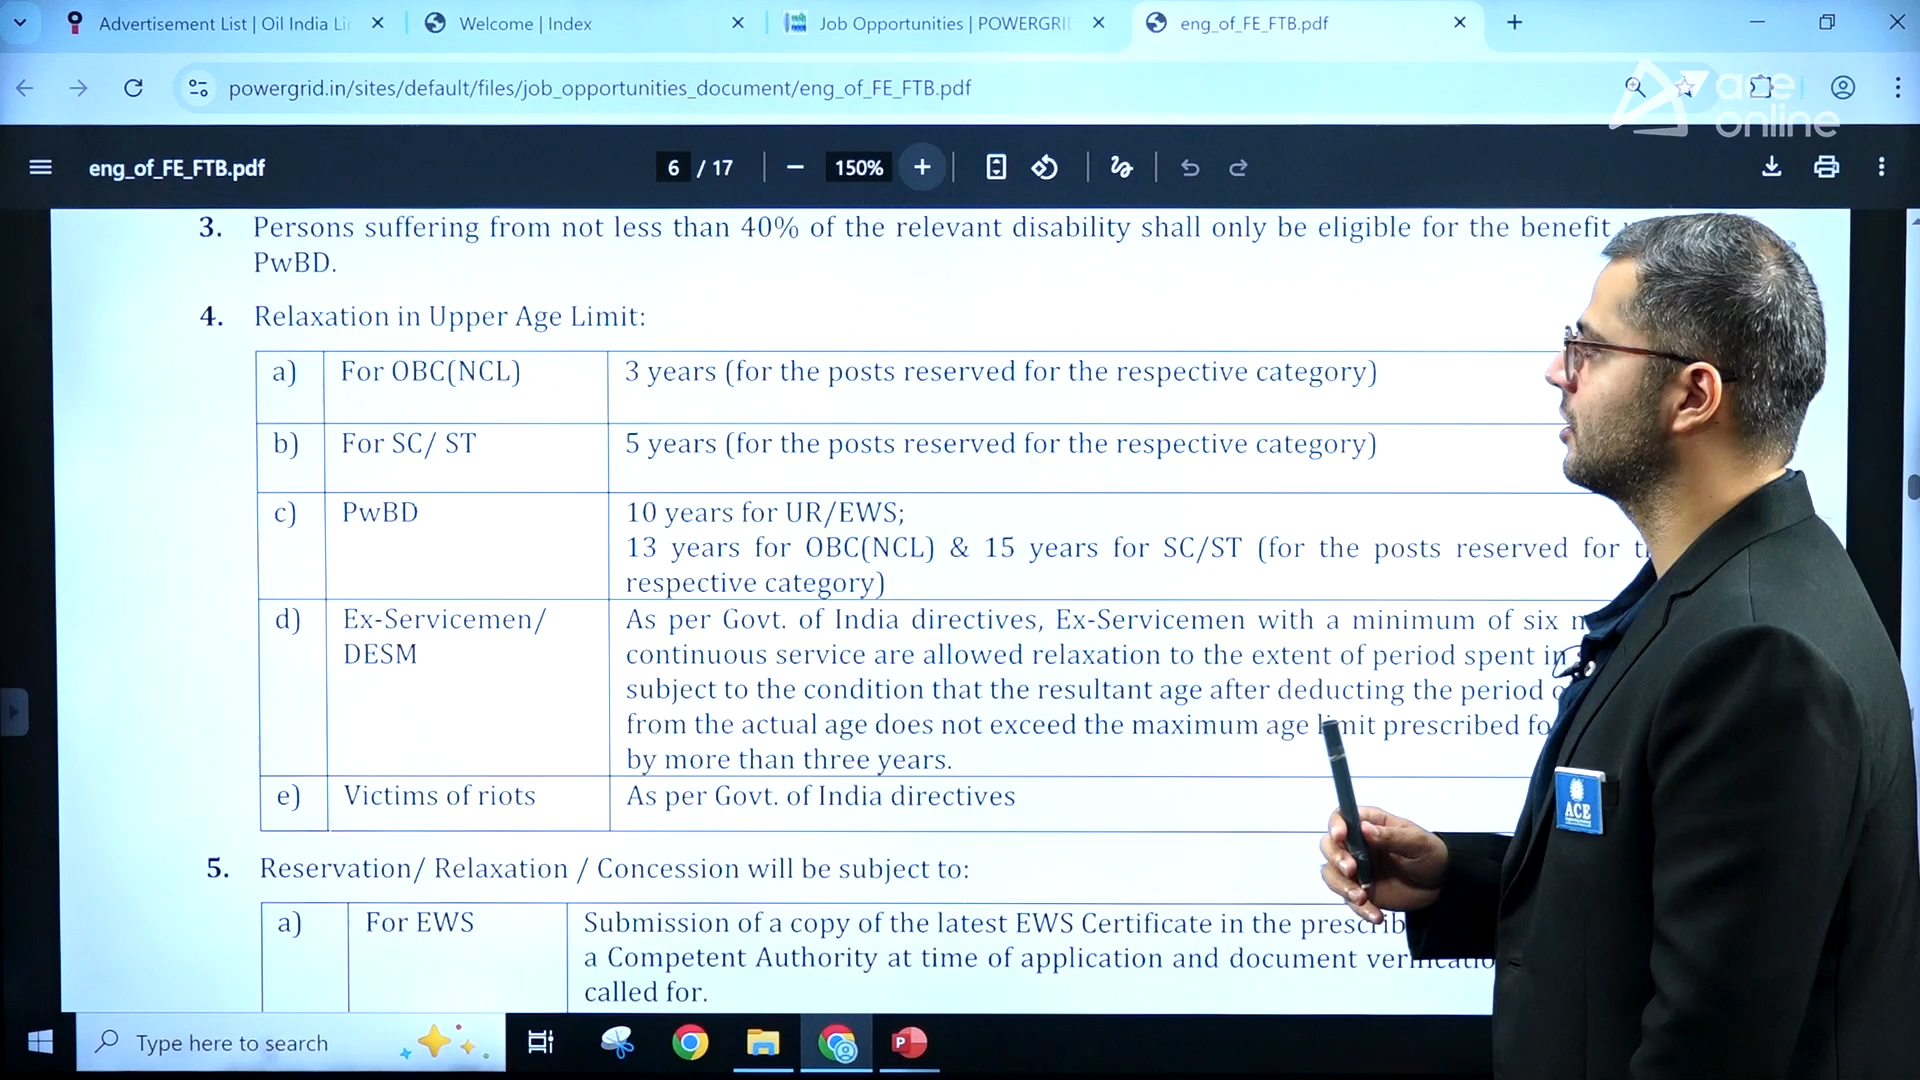 Advertisement List | Oil India Li
Welcome | Index
Job Opportunities | POWERGRI
eng_of_FE_FTB.pdf
powergrid.in/sites/default/files/job_opportunities_document/eng_of_FE_FTB.pdf
ace
online
eng_of_FE_FTB.pdf
6 / 17
150%
3. Persons suffering from not less than 40% of the relevant disability shall only be eligible for the benefit
PwBD.
4. Relaxation in Upper Age Limit:
a) For OBC(NCL) 3 years (for the posts reserved for the respective category)
b) For SC/ ST 5 years (for the posts reserved for the respective category)
c) PwBD 10 years for UR/EWS;
13 years for OBC(NCL) & 15 years for SC/ST (for the posts reserved for
respective category)
d) Ex-Servicemen/ As per Govt. of India directives, Ex-Servicemen with a minimum of six
DESM continuous service are allowed relaxation to the extent of period spent in
subject to the condition that the resultant age after deducting the period
from the actual age does not exceed the maximum age limit prescribed
by more than three years.
e) Victims of riots As per Govt. of India directives
5. Reservation/ Relaxation / Concession will be subject to:
a) For EWS Submission of a copy of the latest EWS Certificate in the
a Competent Authority at time of application and document
called for.
ACE
Type here to search